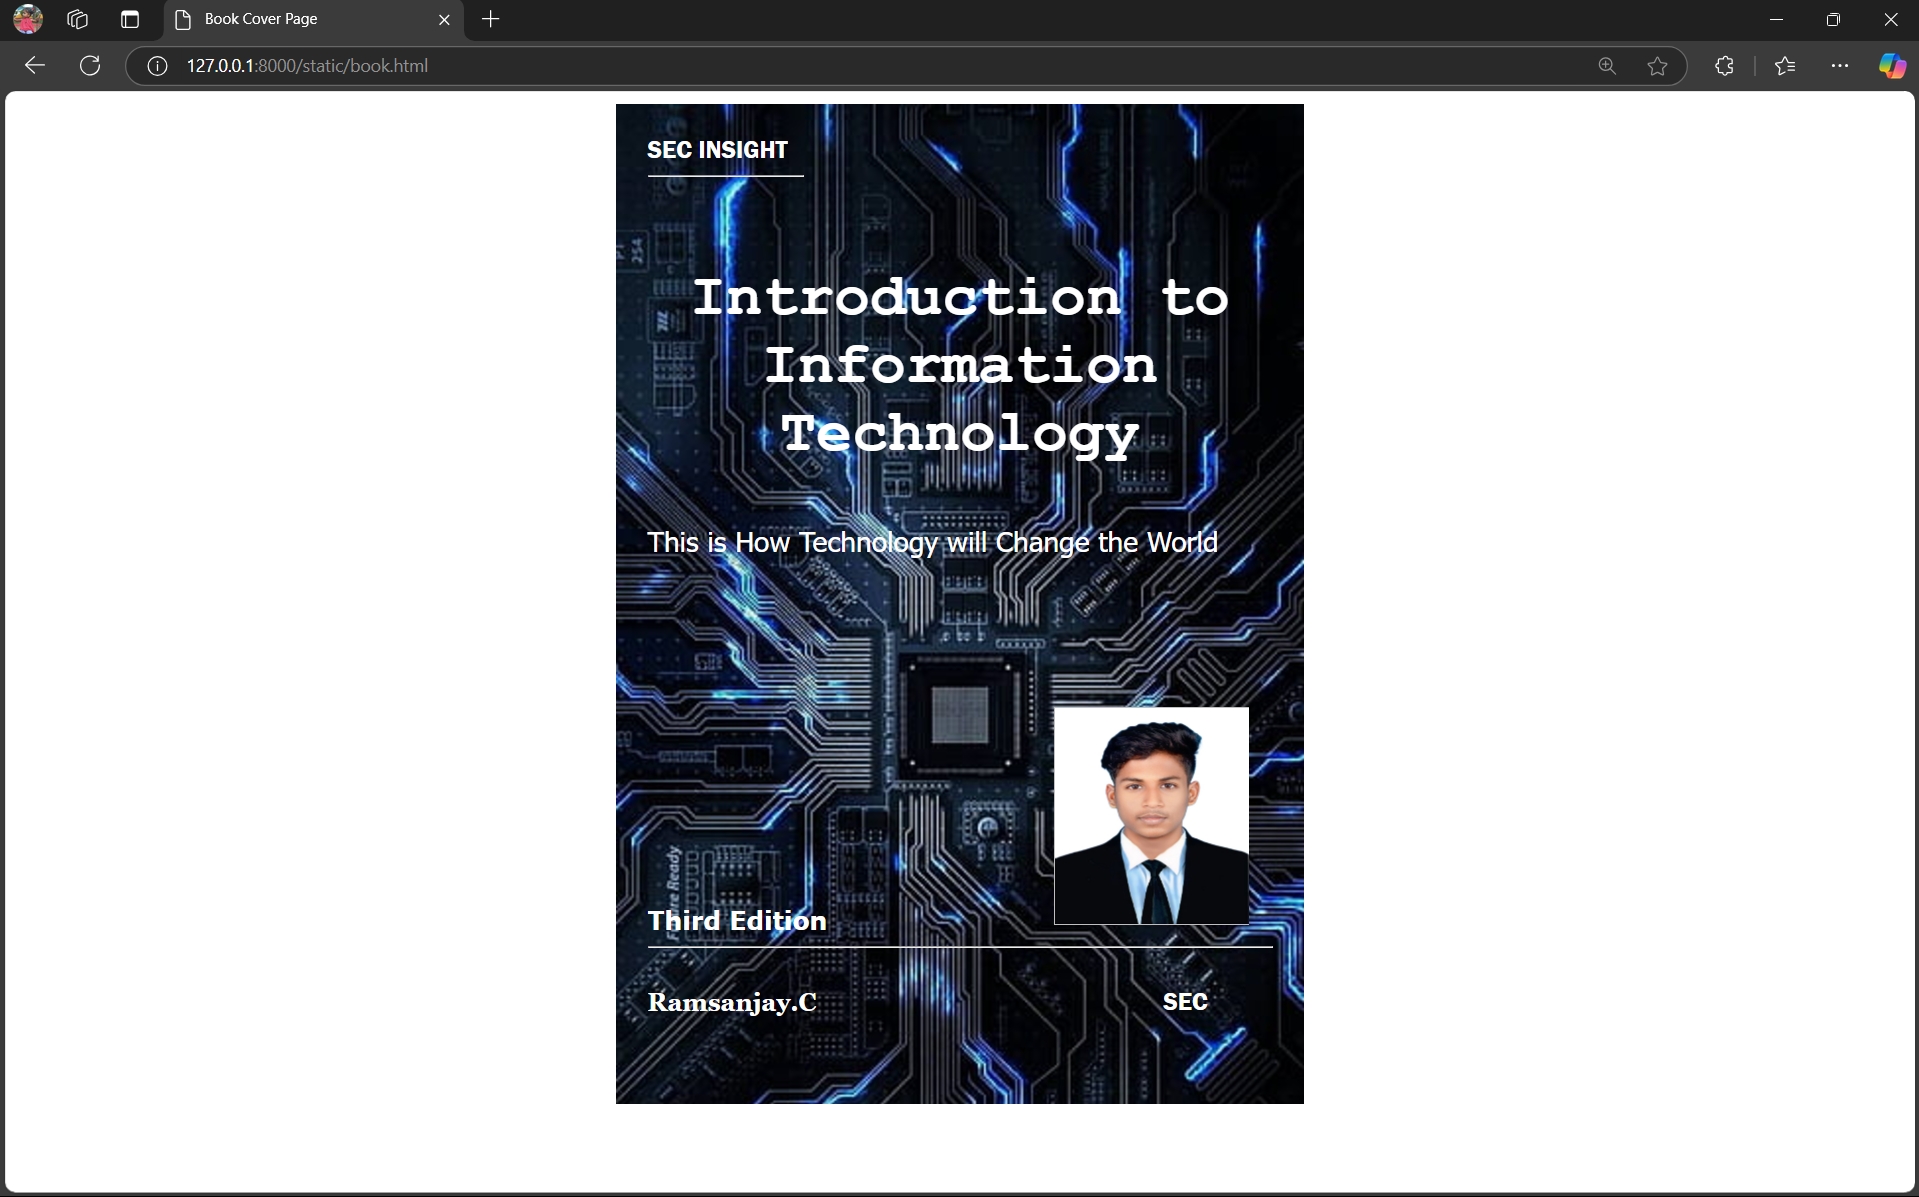 Book Cover Page
127.0.0.1:8000/static/book.html
SEC INSIGHT
254
Introduction to
Information
Technology
This is How Technology will Change the World
Third Edition
Ramsanjay.C
SEC